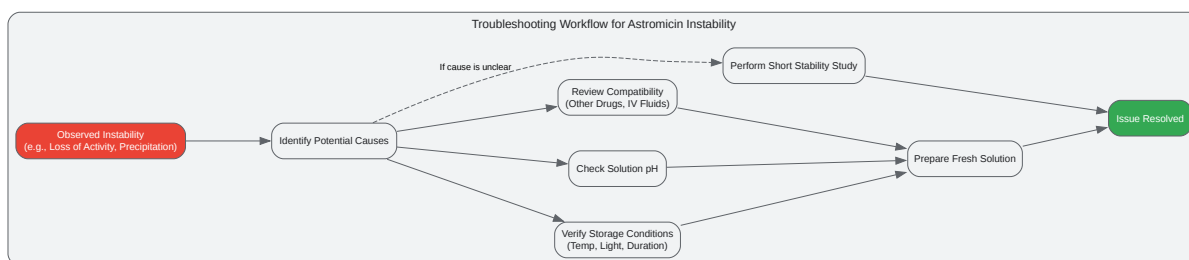 Troubleshooting Workflow for Astromicin Instability
Observed Instability
(e.g., Loss of Activity, Precipitation)
Identify Potential Causes
If cause is unclear
Perform Short Stability Study
Review Compatibility
(Other Drugs, IV Fluids)
Check Solution pH
Verify Storage Conditions
(Temp, Light, Duration)
Prepare Fresh Solution
Issue Resolved